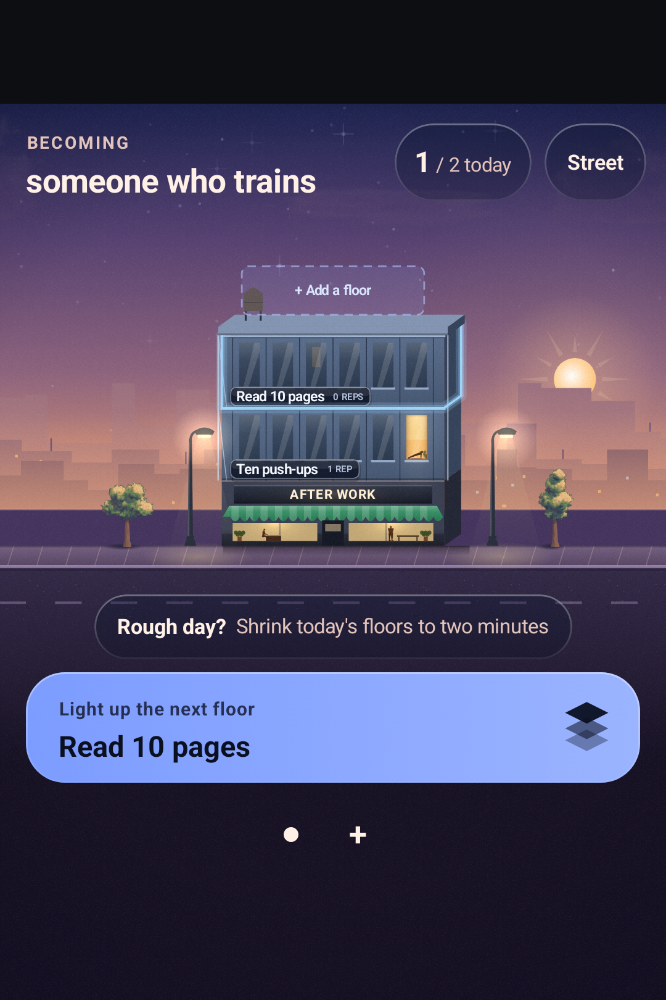 BECOMING
someone who trains
1 / 2 today
Street
+ Add a floor
Read 10 pages 0 REPS
Ten push-ups 1 REP
AFTER WORK
Rough day? Shrink today's floors to two minutes
Light up the next floor
Read 10 pages
+